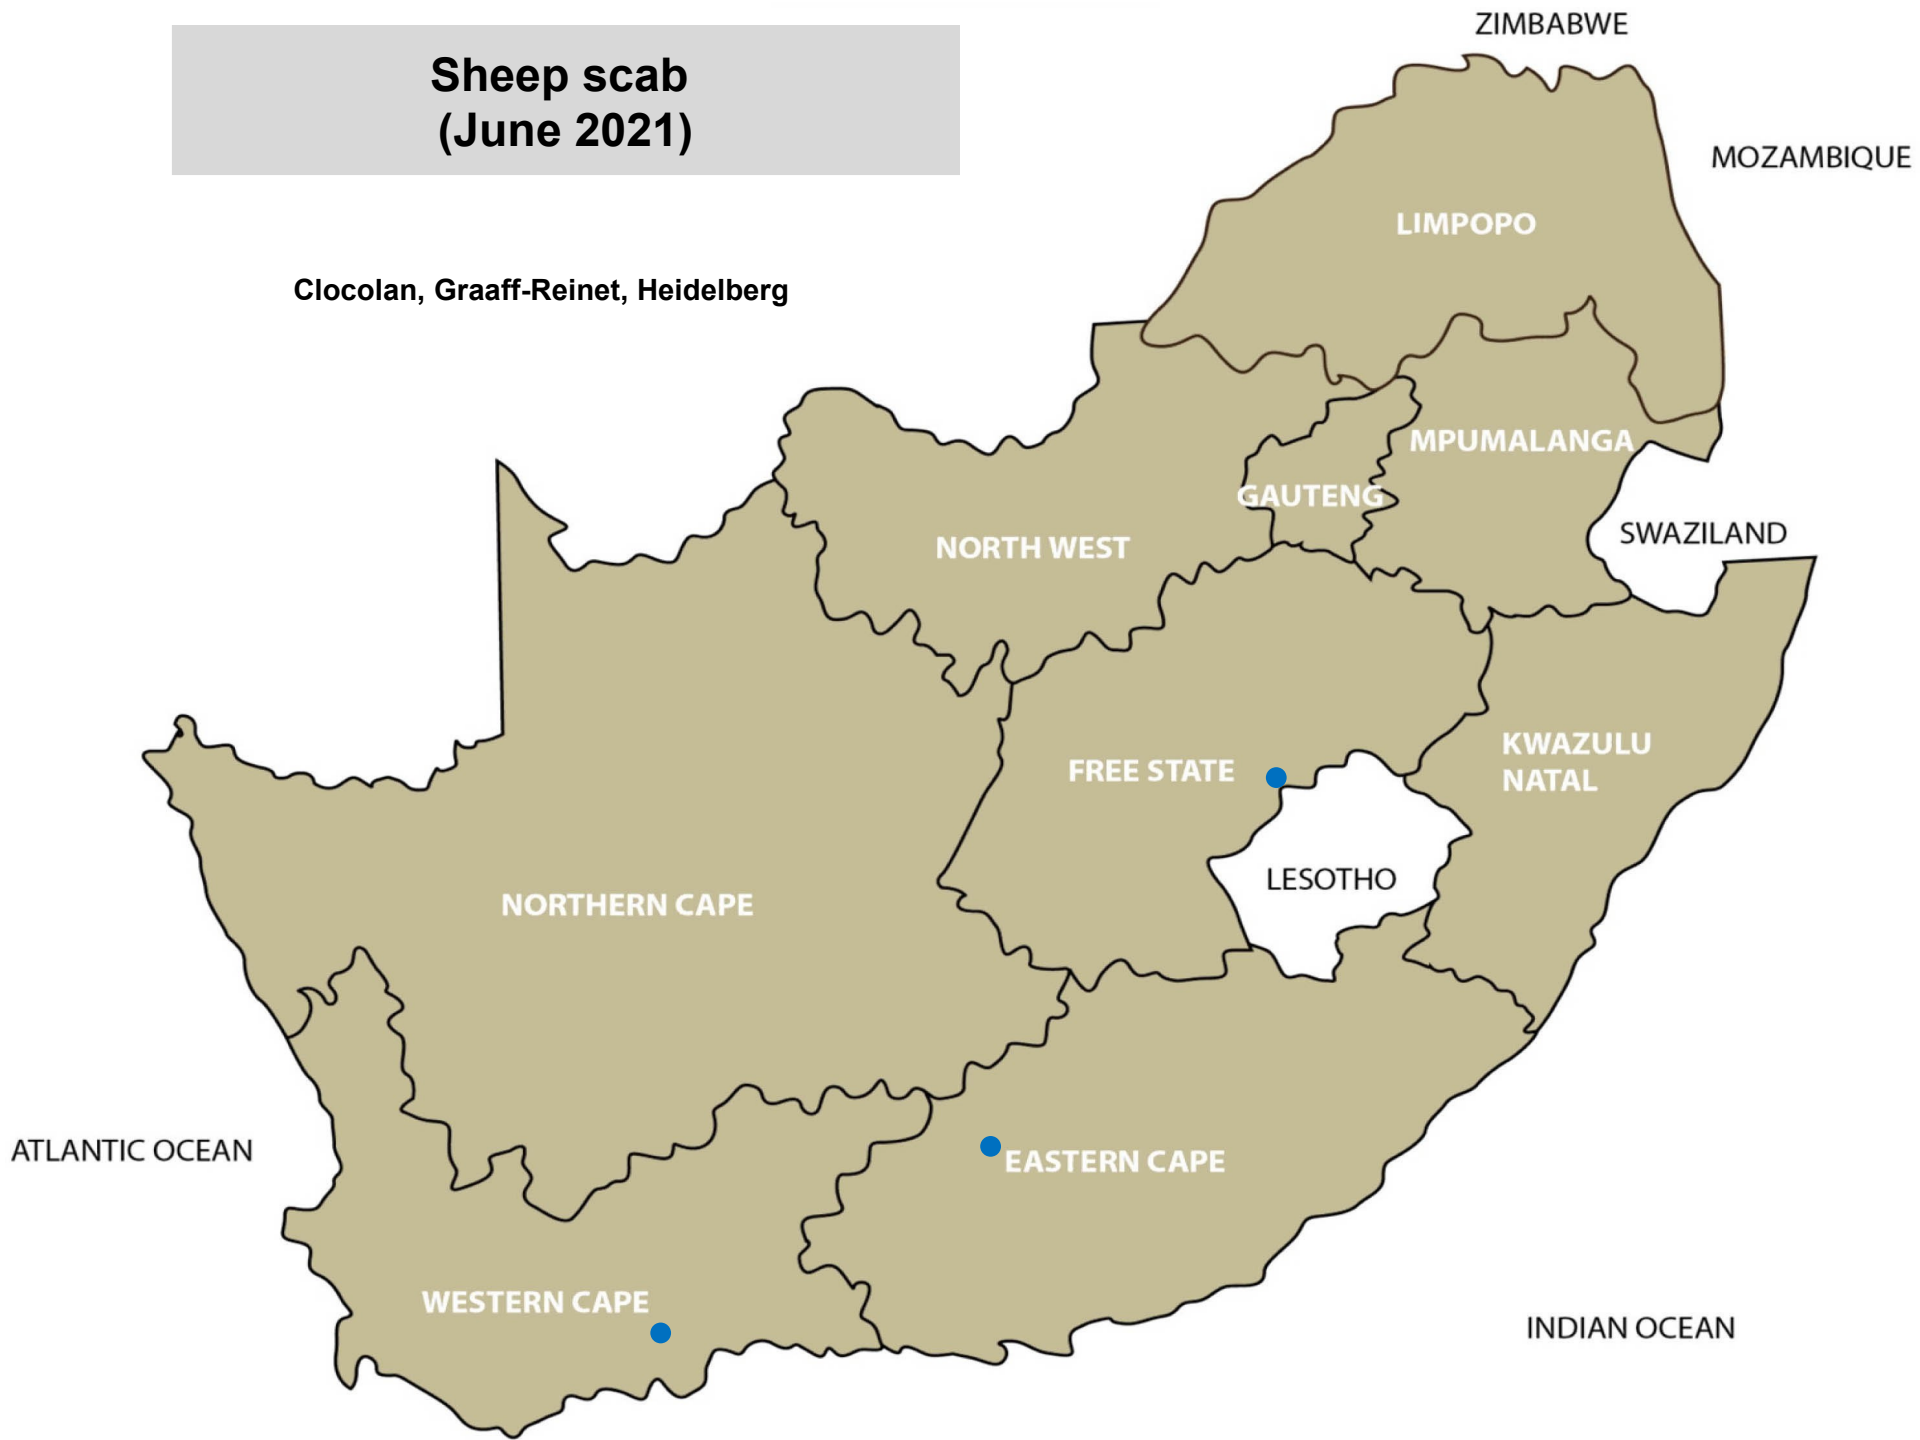 Sheep scab
(June 2021)
Clocolan, Graaff-Reinet, Heidelberg
ZIMBABWE
MOZAMBIQUE
LIMPOPO
MPUMALANGA
GAUTENG
SWAZILAND
NORTH WEST
KWAZULU
NATAL
FREE STATE
LESOTHO
NORTHERN CAPE
ATLANTIC OCEAN
EASTERN CAPE
WESTERN CAPE
INDIAN OCEAN